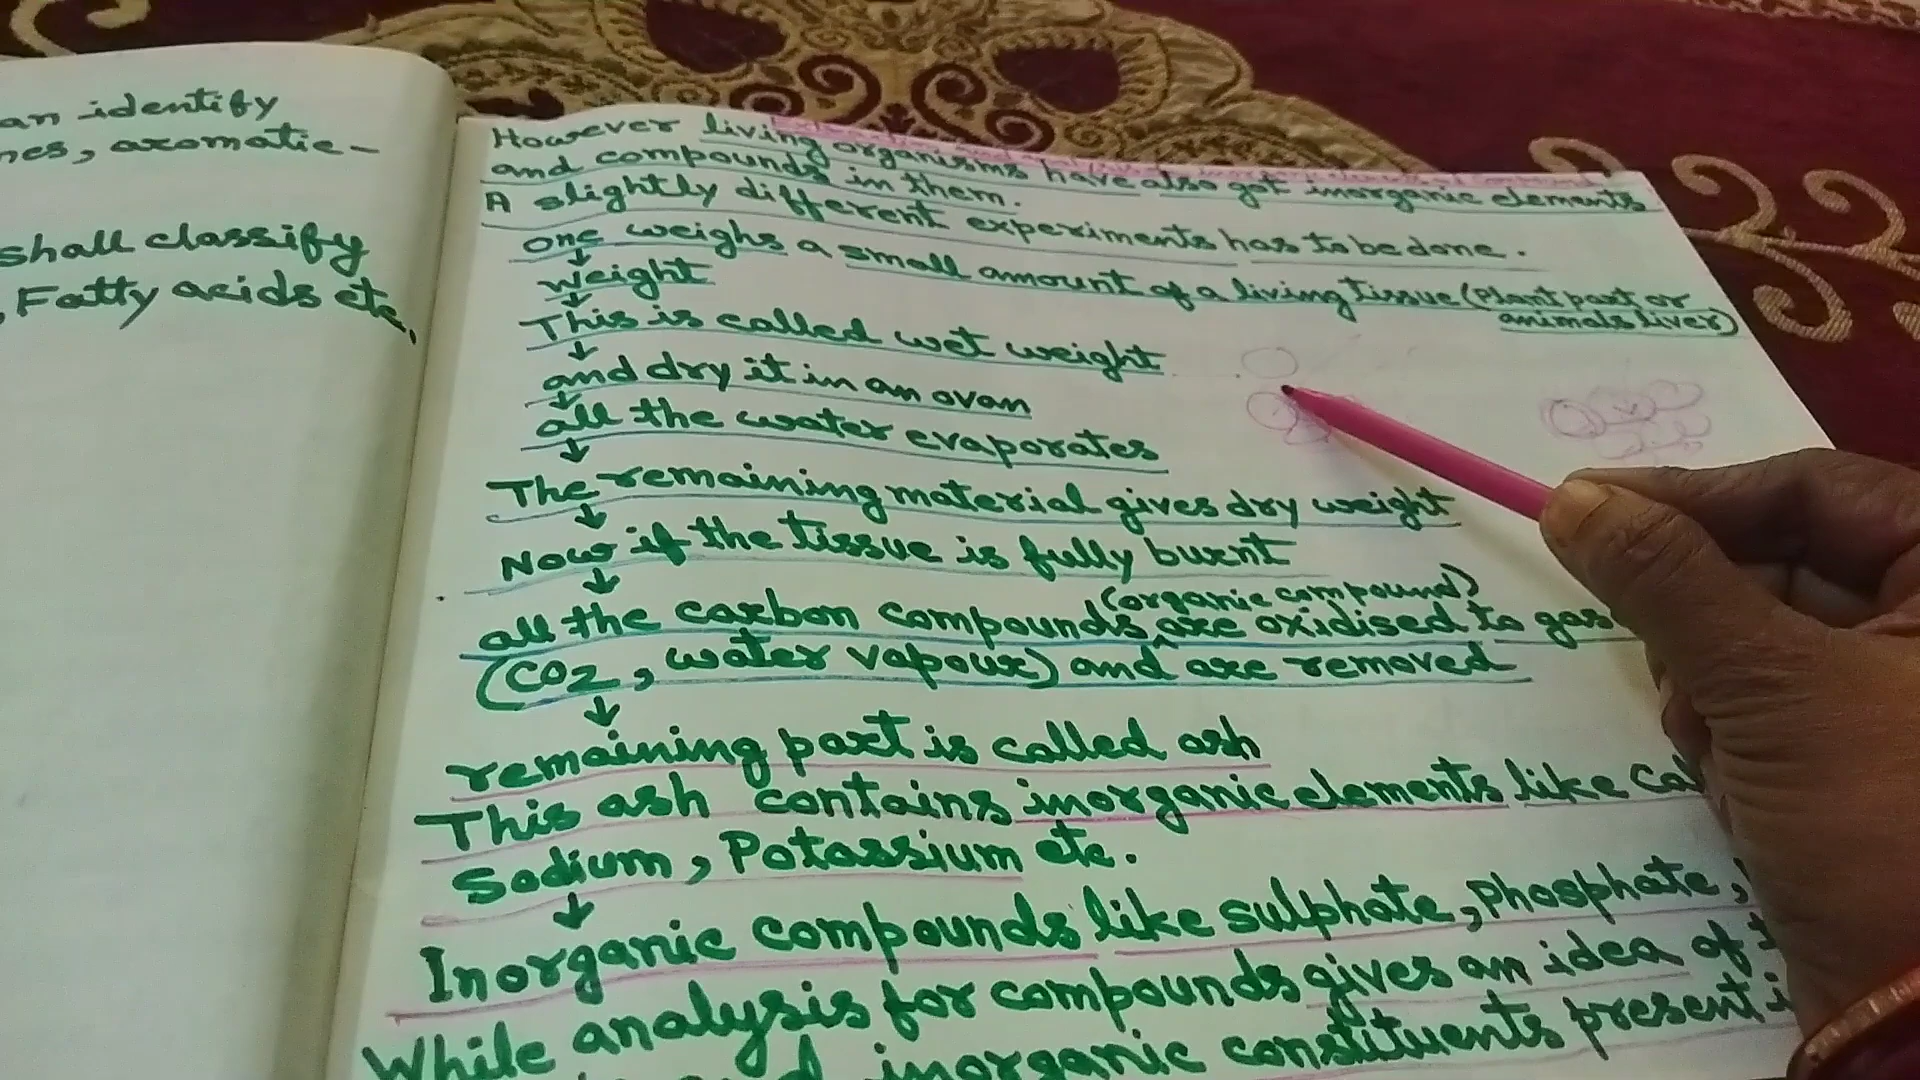 an identify
nes, aromatic-
shall classify
, Fatty acids etc.
However living organisms have also got inorganic elements
and compounds in them.
A slightly different experiments has to be done.
one weighs a small amount of a living tissue (Plant part or
animals liver)
↓
weight
↓
This is called wet weight
↓
and dry it in an ovan
↓
all the water evaporates
↓
The remaining material gives dry weight
↓
Now if the tissue is fully burnt
↓
(organic compound)
all the carbon compounds are oxidised to gas
(CO2, water vapour) and are removed
↓
remaining part is called ash
This ash contains inorganic elements like Cal
Sodium, Potassium etc.
↓
Inorganic compounds like sulphate, phosphate,
While analysis for compounds gives an idea of
inorganic constituents present i